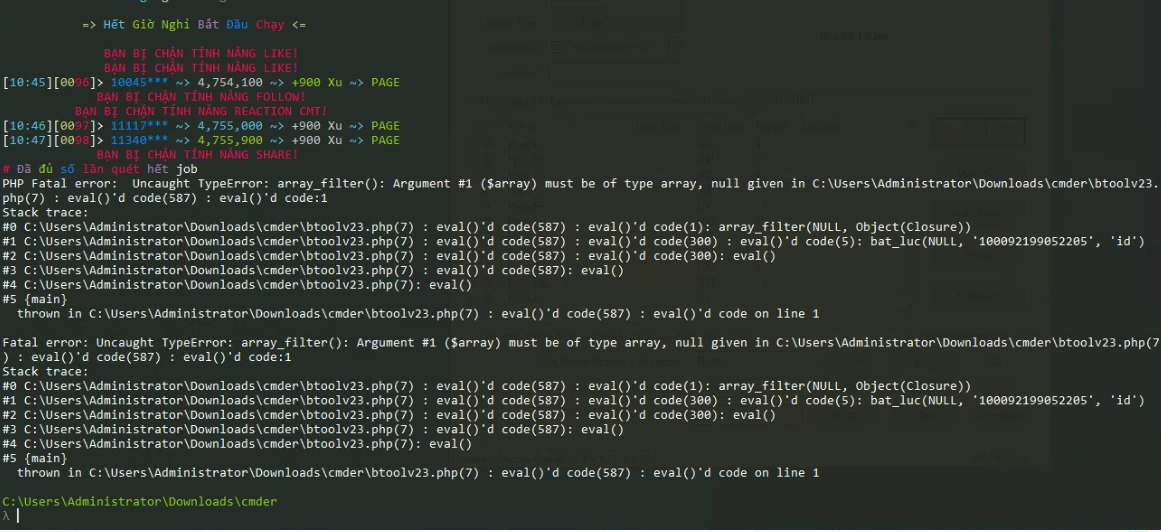 => Hết Giờ Nghi Bắt Đầu Chạy <=
BẠN BỊ CHẶN TÍNH NĂNG LIKE!
BẠN BỊ CHẶN TÍNH NĂNG LIKE!
[10:45][0096]> 10045*** ~> 4,754,100 ~> +900 Xu ~> PAGE
BẠN BỊ CHẶN TÍNH NĂNG FOLLOW!
BẠN BỊ CHẶN TÍNH NĂNG REACTION CMT!
[10:46][0097]> 11117*** ~> 4,755,000 ~> +900 Xu ~> PAGE
[10:47][0098]> 11340*** ~> 4,755,900 ~> +900 Xu ~> PAGE
BẠN BỊ CHẶN TÍNH NĂNG SHARE!
# Đã đủ số lần quét hết job
PHP Fatal error:  Uncaught TypeError: array_filter(): Argument #1 ($array) must be of type array, null given in C:\Users\Administrator\Downloads\cmder\btoolv23.
php(7) : eval()'d code(587) : eval()'d code:1
Stack trace:
#0 C:\Users\Administrator\Downloads\cmder\btoolv23.php(7) : eval()'d code(587) : eval()'d code(1): array_filter(NULL, Object(Closure))
#1 C:\Users\Administrator\Downloads\cmder\btoolv23.php(7) : eval()'d code(300) : eval()'d code(5): bat_luc(NULL, '100092199052205', 'id')
#2 C:\Users\Administrator\Downloads\cmder\btoolv23.php(7) : eval()'d code(300): eval()
#3 C:\Users\Administrator\Downloads\cmder\btoolv23.php(7) : eval()'d code(587): eval()
#4 C:\Users\Administrator\Downloads\cmder\btoolv23.php(7): eval()
#5 {main}
  thrown in C:\Users\Administrator\Downloads\cmder\btoolv23.php(7) : eval()'d code(587) : eval()'d code on line 1
Fatal error: Uncaught TypeError: array_filter(): Argument #1 ($array) must be of type array, null given in C:\Users\Administrator\Downloads\cmder\btoolv23.php(7
) : eval()'d code(587) : eval()'d code:1
Stack trace:
#0 C:\Users\Administrator\Downloads\cmder\btoolv23.php(7) : eval()'d code(587) : eval()'d code(1): array_filter(NULL, Object(Closure))
#1 C:\Users\Administrator\Downloads\cmder\btoolv23.php(7) : eval()'d code(300) : eval()'d code(5): bat_luc(NULL, '100092199052205', 'id')
#2 C:\Users\Administrator\Downloads\cmder\btoolv23.php(7) : eval()'d code(300): eval()
#3 C:\Users\Administrator\Downloads\cmder\btoolv23.php(7) : eval()'d code(587): eval()
#4 C:\Users\Administrator\Downloads\cmder\btoolv23.php(7): eval()
#5 {main}
  thrown in C:\Users\Administrator\Downloads\cmder\btoolv23.php(7) : eval()'d code(587) : eval()'d code on line 1
C:\Users\Administrator\Downloads\cmder
λ